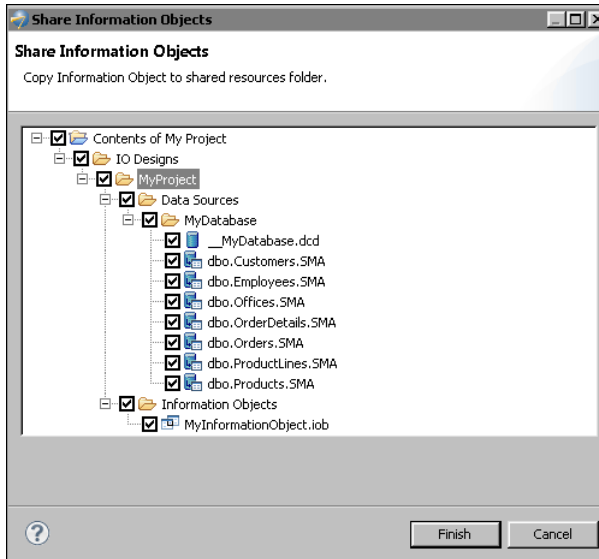 Share Information Objects
Share Information Objects
Copy Information Object to shared resources folder.
Contents of My Project
IO Designs
MyProject
Data Sources
MyDatabase
__MyDatabase.dcd
dbo.Customers.SMA
dbo.Employees.SMA
dbo.Offices.SMA
dbo.OrderDetails.SMA
dbo.Orders.SMA
dbo.ProductLines.SMA
dbo.Products.SMA
Information Objects
MyInformationObject.iob
?
Finish
Cancel